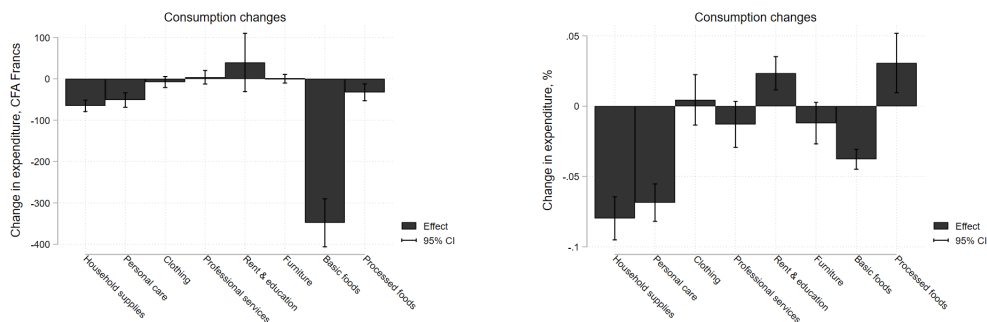 Consumption changes
Change in expenditure, CFA Francs
100
0
-100
-200
-300
-400
Household supplies
Personal care
Clothing
Professional services
Rent & education
Furniture
Basic foods
Processed foods
Effect
95% CI
Consumption changes
Change in expenditure, %
.05
0
-.05
-.1
Household supplies
Personal care
Clothing
Professional services
Rent & education
Furniture
Basic foods
Processed foods
Effect
95% CI